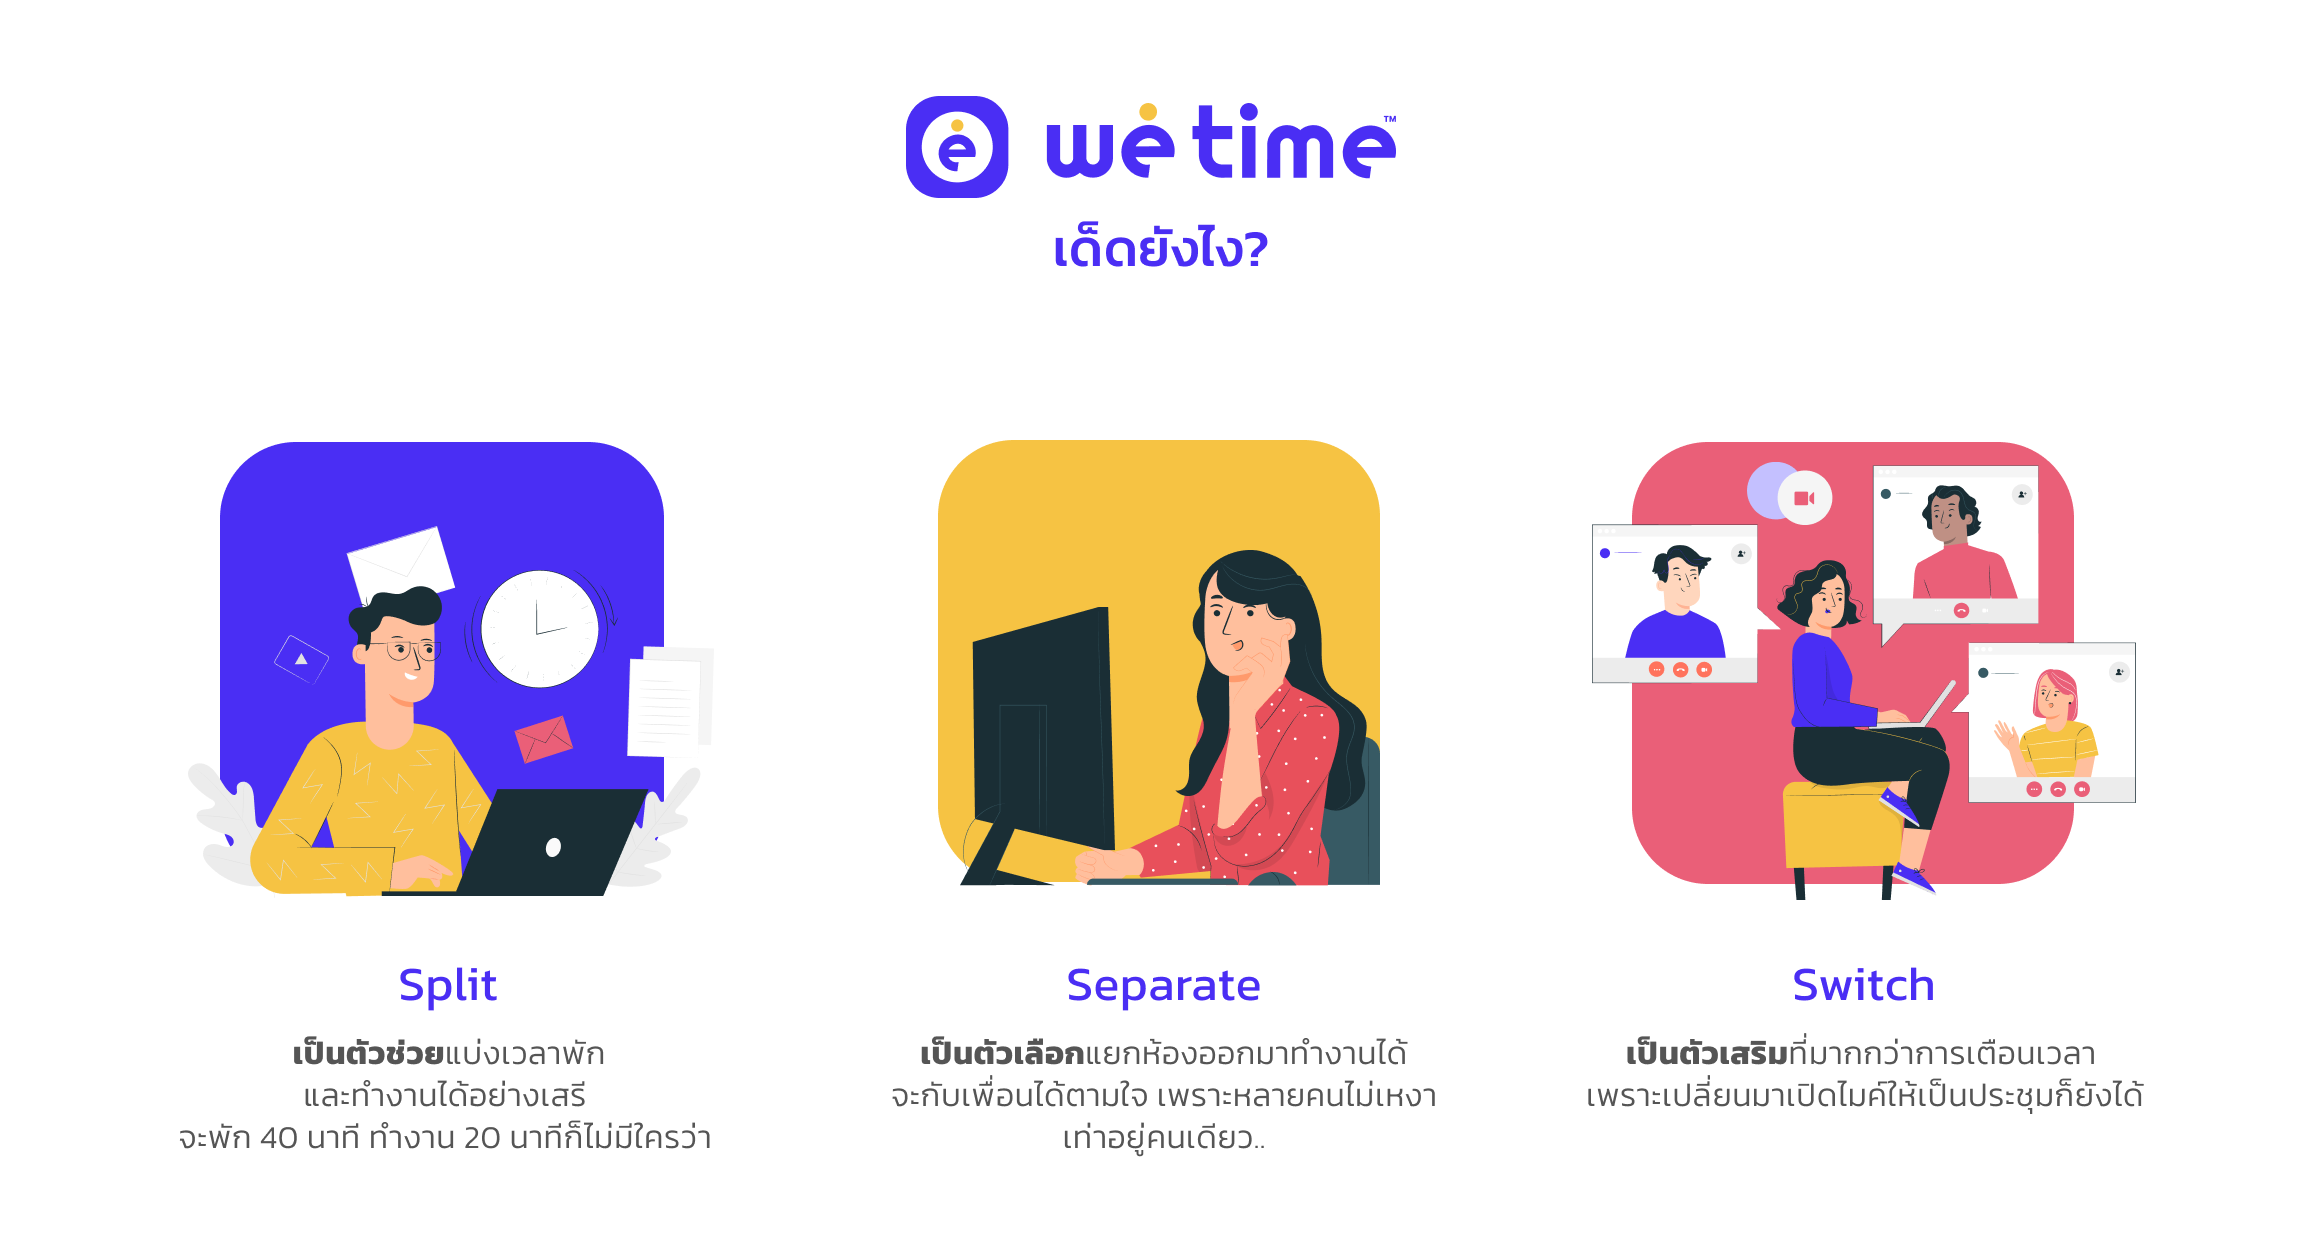 we time™
เด็ดยังไง?
Split
เป็นตัวช่วยแบ่งเวลาพัก
และทำงานได้อย่างเสรี
จะพัก 40 นาที ทำงาน 20 นาทีก็ไม่มีใครว่า
Separate
เป็นตัวเลือกแยกห้องออกมาทำงานได้
จะกับเพื่อนได้ตามใจ เพราะหลายคนไม่เหงา
เท่าอยู่คนเดียว..
Switch
เป็นตัวเสริมที่มากกว่าการเตือนเวลา
เพราะเปลี่ยนมาเปิดไมค์ให้เป็นประชุมก็ยังได้